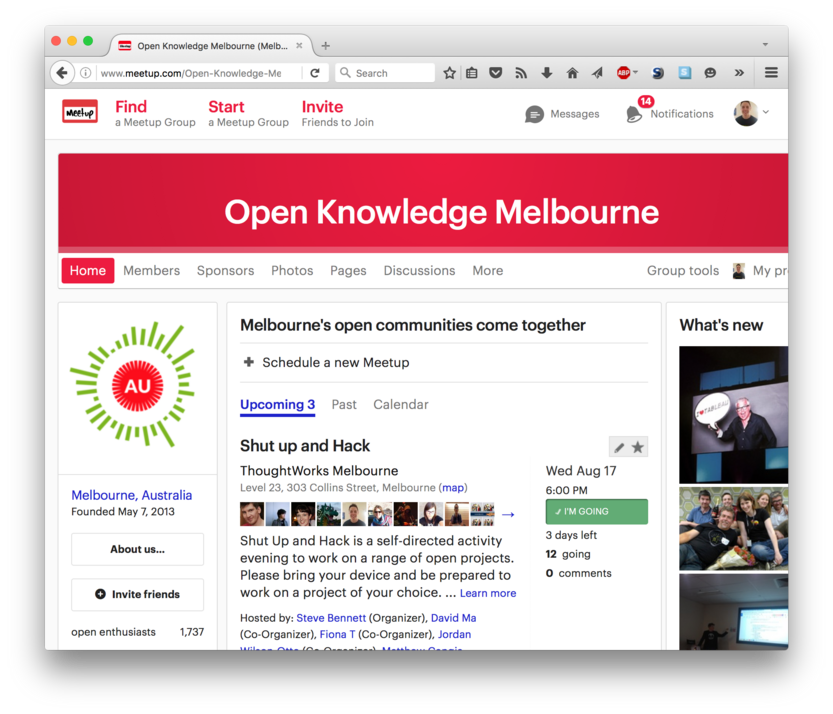 Open Knowledge Melbourne (Melb...
www.meetup.com/Open-Knowledge-Me
Search
ABP
S
S
Meetup
Find
a Meetup Group
Start
a Meetup Group
Invite
Friends to Join
Messages
14
Notifications
Open Knowledge Melbourne
Home Members Sponsors Photos Pages Discussions More Group tools My pr
AU
Melbourne, Australia
Founded May 7, 2013
About us...
Invite friends
open enthusiasts 1,737
Melbourne's open communities come together
Schedule a new Meetup
Upcoming 3 Past Calendar
Shut up and Hack
ThoughtWorks Melbourne
Level 23, 303 Collins Street, Melbourne (map)
Shut Up and Hack is a self-directed activity
evening to work on a range of open projects.
Please bring your device and be prepared to
work on a project of your choice. ... Learn more
Hosted by: Steve Bennett (Organizer), David Ma
(Co-Organizer), Fiona T (Co-Organizer), Jordan
Wed Aug 17
6:00 PM
✓ I'M GOING
3 days left
12 going
0 comments
What's new
I ♥ TABLEAU